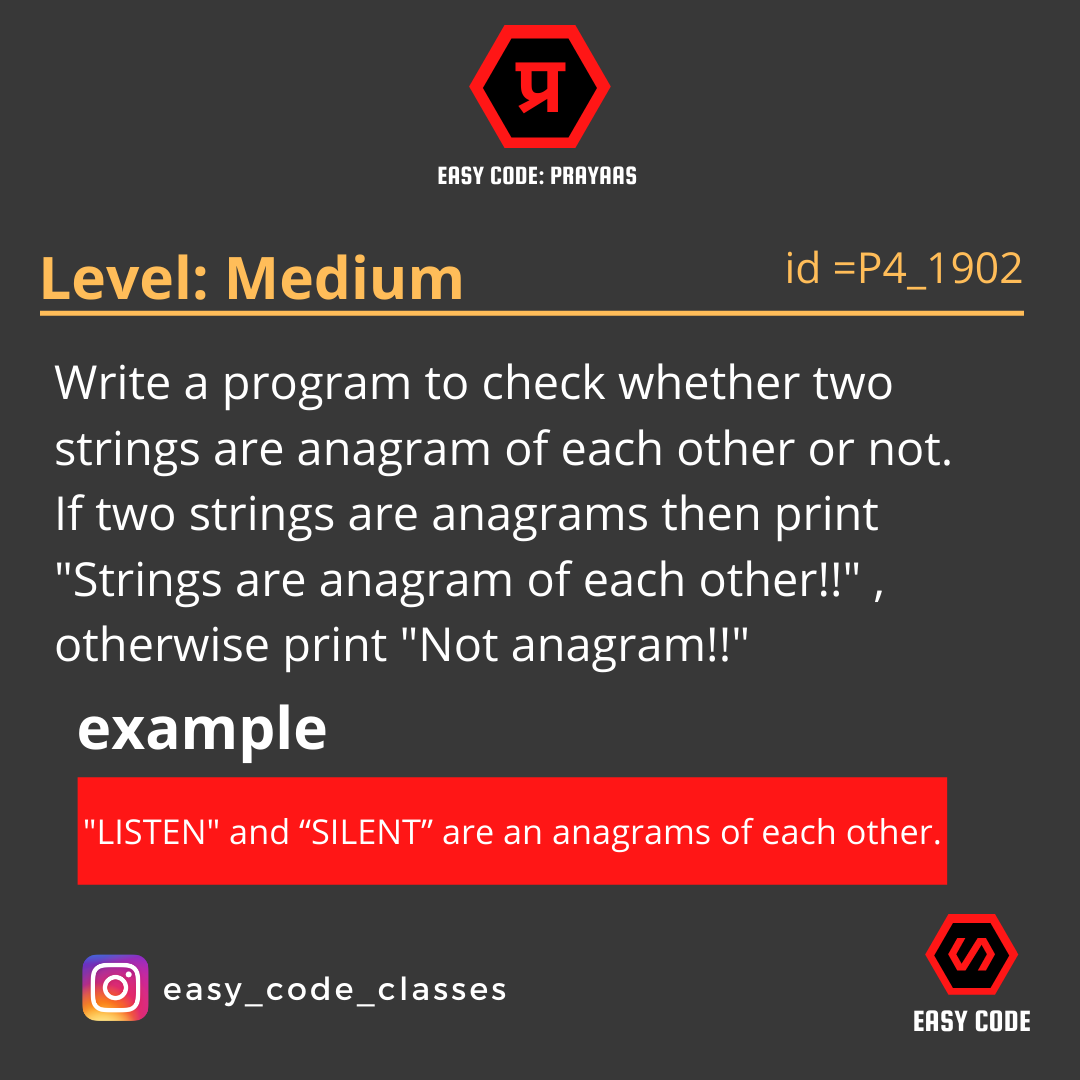 प्र
EASY CODE: PRAYAAS
Level: Medium
id =P4_1902
Write a program to check whether two
strings are anagram of each other or not.
If two strings are anagrams then print
"Strings are anagram of each other!!" ,
otherwise print "Not anagram!!"
example
"LISTEN" and “SILENT” are an anagrams of each other.
easy_code_classes
EASY CODE